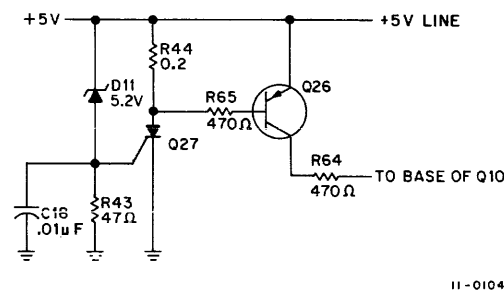 +5V
+5V LINE
R44
0.2
D11
5.2V
R65
470Ω
Q26
Q27
R64
470Ω
TO BASE OF Q10
C18
.01µF
R43
47Ω
11-0104